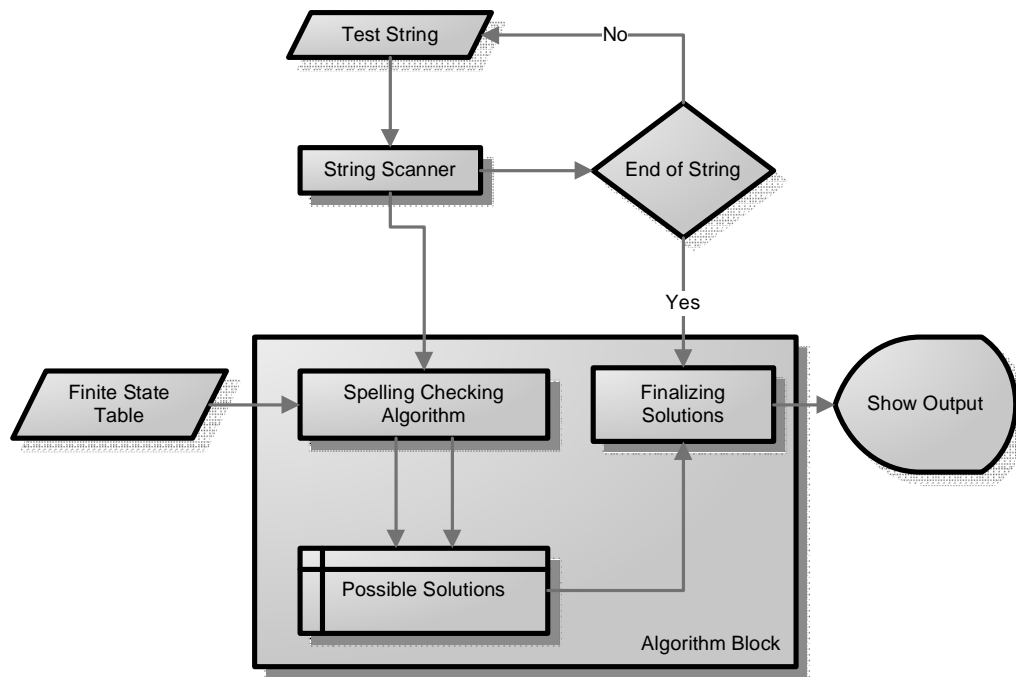 Test String
No
String Scanner
End of String
Yes
Finite State
Table
Spelling Checking
Algorithm
Finalizing
Solutions
Show Output
Possible Solutions
Algorithm Block